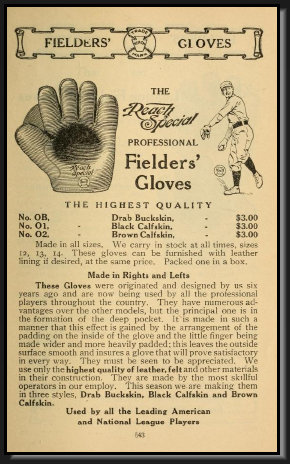 FIELDERS' GLOVES
TRADE
MARK
THE
Reach
Special
PROFESSIONAL
Fielders'
Gloves
THE HIGHEST QUALITY
No. OB, Drab Buckskin, - $3.00
No. O1, - Black Calfskin, - $3.00
No. O2, - Brown Calfskin, - $3.00
Made in all sizes. We carry in stock at all times, sizes
12, 13, 14. These gloves can be furnished with leather
lining if desired, at the same price. Packed one in a box.
Made in Rights and Lefts
These Gloves were originated and designed by us six
years ago and are now being used by all the professional
players throughout the country. They have numerous ad-
vantages over the other models, but the principal one is in
the formation of the deep pocket. It is made in such a
manner that this effect is gained by the arrangement of the
padding on the inside of the glove and the little finger being
made wider and more heavily padded; this leaves the outside
surface smooth and insures a glove that will prove satisfactory
in every way. They must be seen to be appreciated. We
use only the highest quality of leather, felt and other materials
in their construction. They are made by the most skillful
operators in our employ. This season we are making them
in three styles, Drab Buckskin, Black Calfskin and Brown
Calfskin.
Used by all the Leading American
and National League Players
543